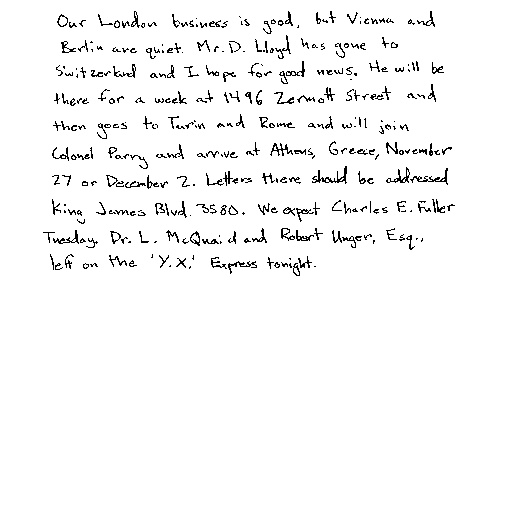 Our London business is good, but Vienna and
Berlin are quiet. Mr. D. Lloyd has gone to
Switzerland and I hope for good news. He will be
there for a week at 1496 Zermott Street and
then goes to Turin and Rome and will join
Colonel Parry and arrive at Athens, Greece, November
27 or December 2. Letters there should be addressed
King James Blvd. 3580. We expect Charles E. Fuller
Tuesday. Dr. L. McQuaid and Robert Unger, Esq.,
left on the 'Y.X.' Express tonight.